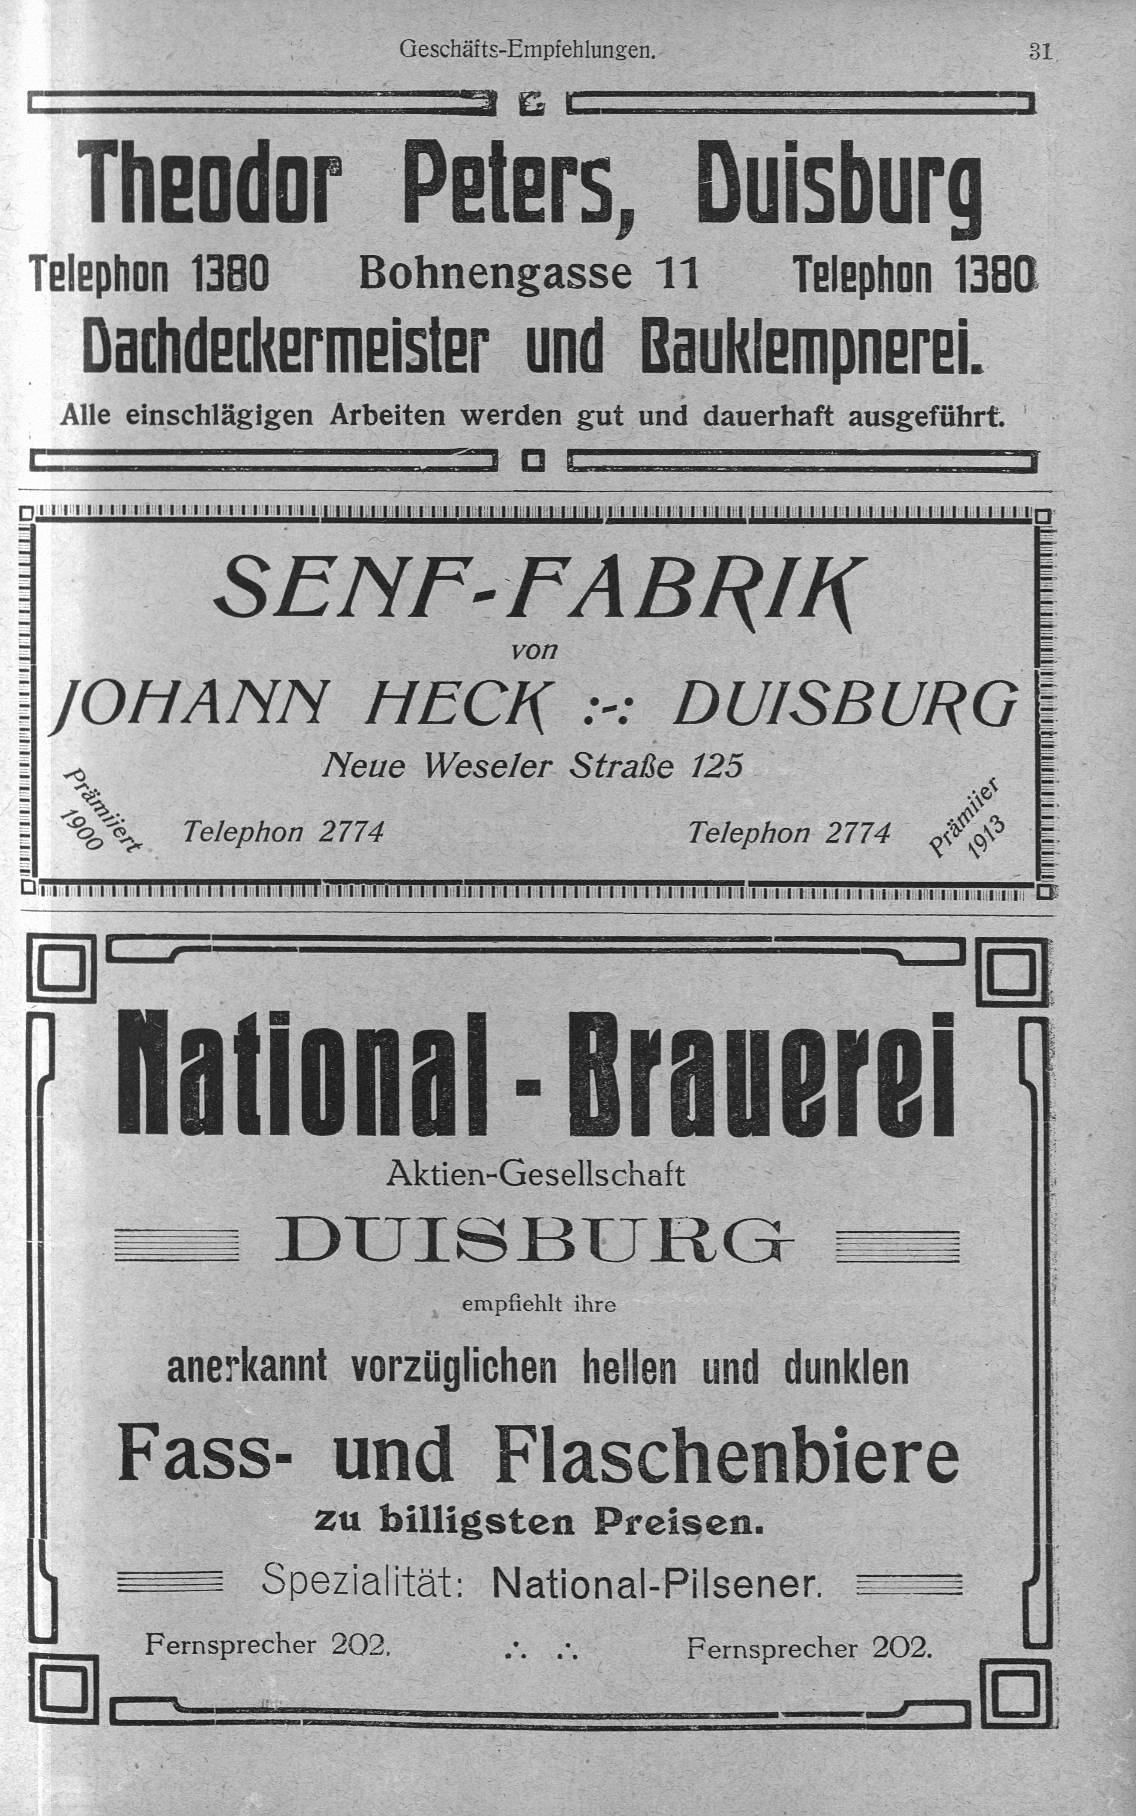 Geschäfts-Empfehlungen. 31
Theodor Peters, Duisburg
Telephon 1380 Bohnengasse 11 Telephon 1380
Dachdeckermeister und Bauklempnerei.
Alle einschlägigen Arbeiten werden gut und dauerhaft ausgeführt.
SENF-FABRIK
von
JOHANN HECK :-: DUISBURG
Neue Weseler Straße 125
Prämiiert
1900
Telephon 2774 Telephon 2774
Prämiier
1913
National-Brauerei
Aktien-Gesellschaft
DUISBURG
empfiehlt ihre
anerkannt vorzüglichen hellen und dunklen
Fass- und Flaschenbiere
zu billigsten Preisen.
Spezialität: National-Pilsener.
Fernsprecher 202. ∴ ∴ Fernsprecher 202.